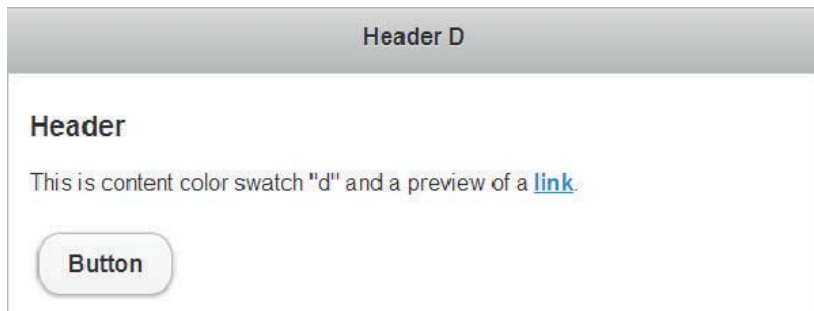 Header D
Header
This is content color swatch "d" and a preview of a link.
Button